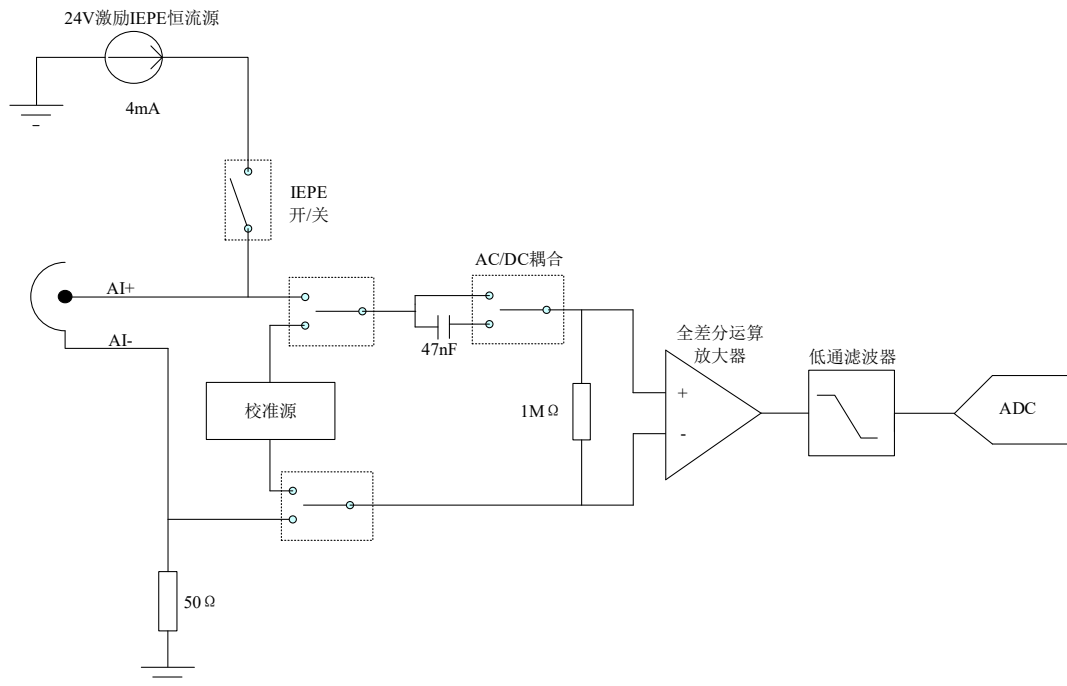 24V激励IEPE恒流源
4mA
IEPE
开/关
AI+
AC/DC耦合
AI-
47nF
全差分运算
放大器
低通滤波器
校准源
1MΩ
+
-
ADC
50Ω